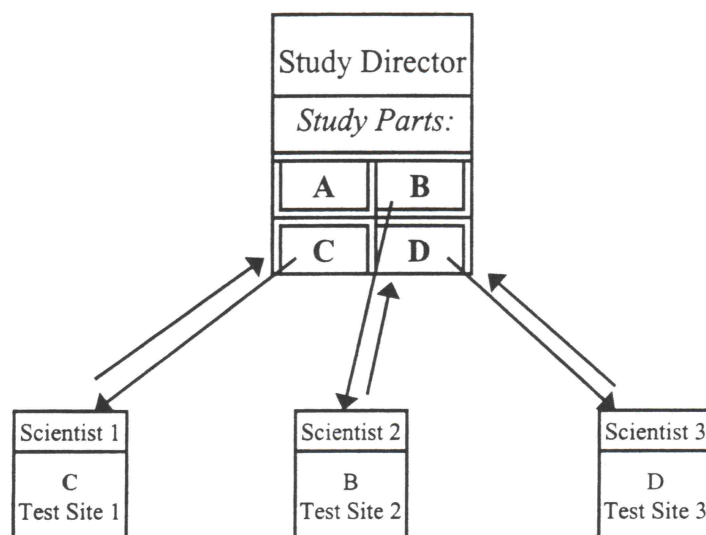 Study Director
Study Parts:
A B
C D
Scientist 1
C
Test Site 1
Scientist 2
B
Test Site 2
Scientist 3
D
Test Site 3